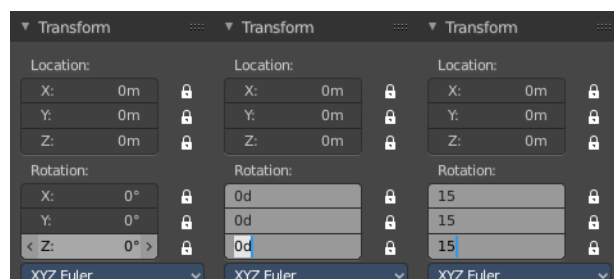 Transform
Location:
X: 0m
Y: 0m
Z: 0m
Rotation:
X: 0°
Y: 0°
Z: 0°
XYZ Euler
Transform
Location:
X: 0m
Y: 0m
Z: 0m
Rotation:
0d
0d
0d
XYZ Euler
Transform
Location:
X: 0m
Y: 0m
Z: 0m
Rotation:
15
15
15
XYZ Euler